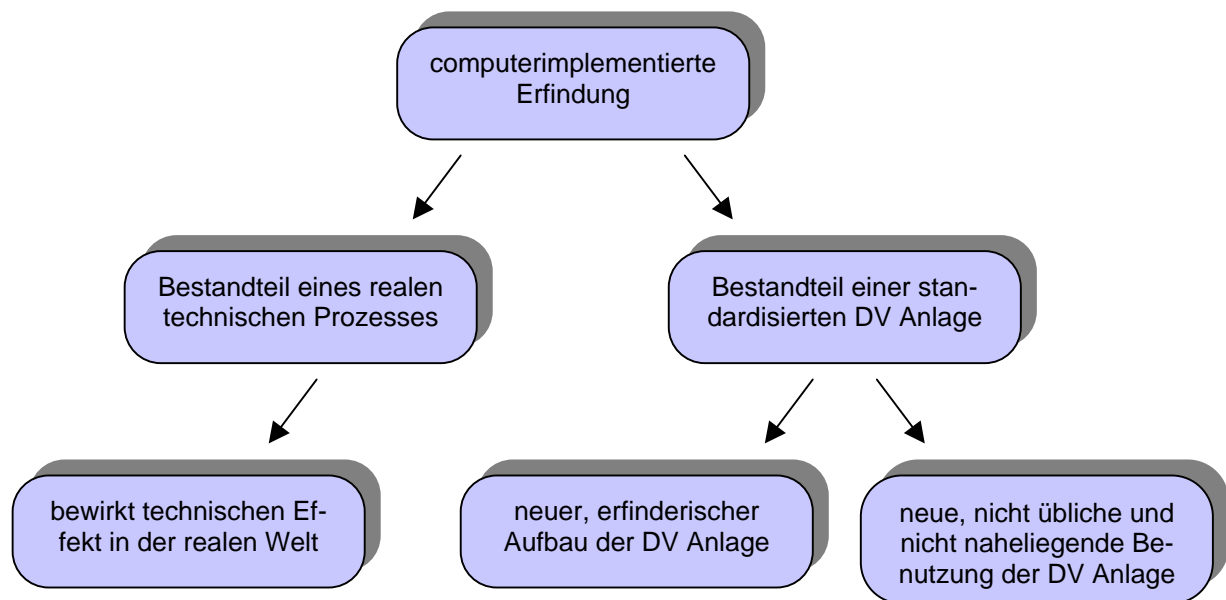 computerimplementierte
Erfindung
Bestandteil eines realen
technischen Prozesses
Bestandteil einer stan-
dardisierten DV Anlage
bewirkt technischen Ef-
fekt in der realen Welt
neuer, erfinderischer
Aufbau der DV Anlage
neue, nicht übliche und
nicht naheliegende Be-
nutzung der DV Anlage